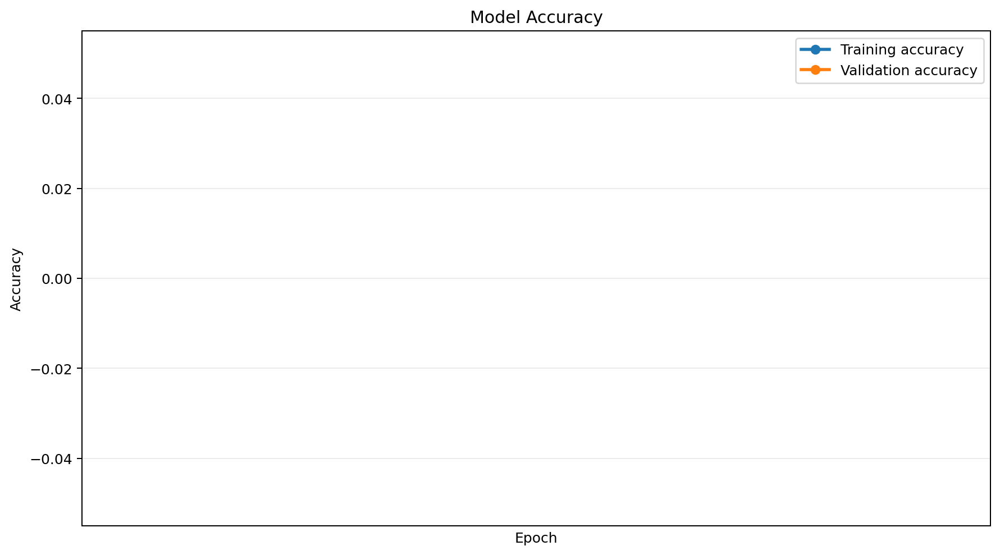 Model Accuracy
Training accuracy
Validation accuracy
0.04
0.02
0.00
−0.02
−0.04
Accuracy
Epoch